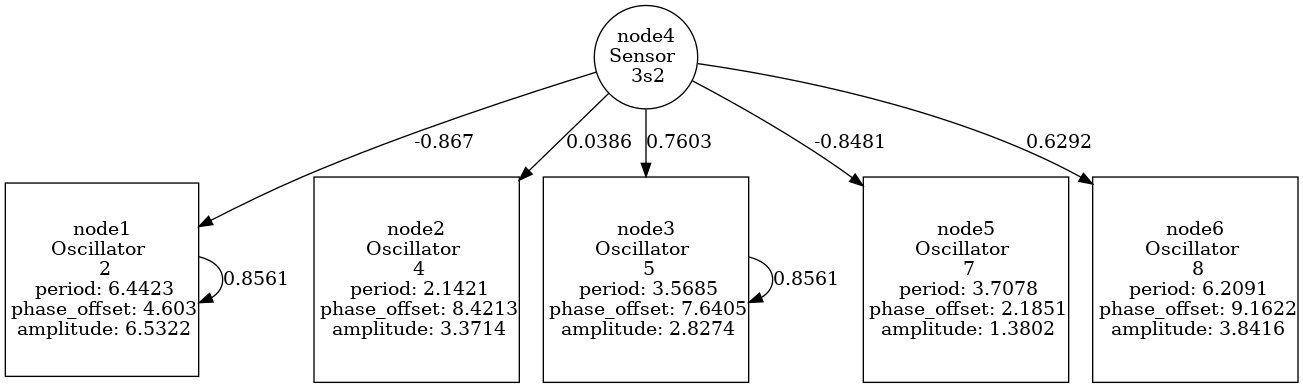 node4
Sensor
3s2
-0.867
0.0386
0.7603
-0.8481
0.6292
node1
Oscillator
2
period: 6.4423
phase_offset: 4.603
amplitude: 6.5322
0.8561
node2
Oscillator
4
period: 2.1421
phase_offset: 8.4213
amplitude: 3.3714
node3
Oscillator
5
period: 3.5685
phase_offset: 7.6405
amplitude: 2.8274
0.8561
node5
Oscillator
7
period: 3.7078
phase_offset: 2.1851
amplitude: 1.3802
node6
Oscillator
8
period: 6.2091
phase_offset: 9.1622
amplitude: 3.8416